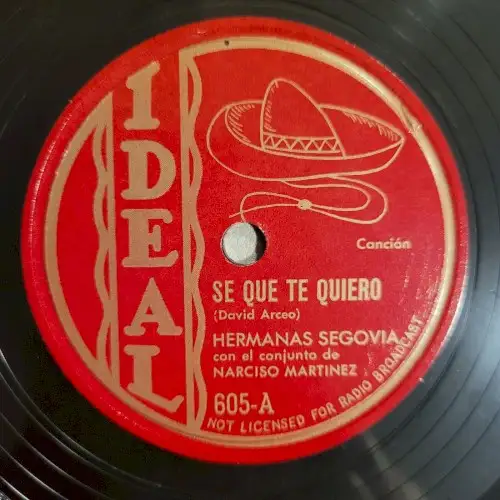 IDEAL
Canción
SE QUE TE QUIERO
(David Arceo)
HERMANAS SEGOVIA
con el conjunto de
NARCISO MARTINEZ
605-A
NOT LICENSED FOR RADIO BROADCAST